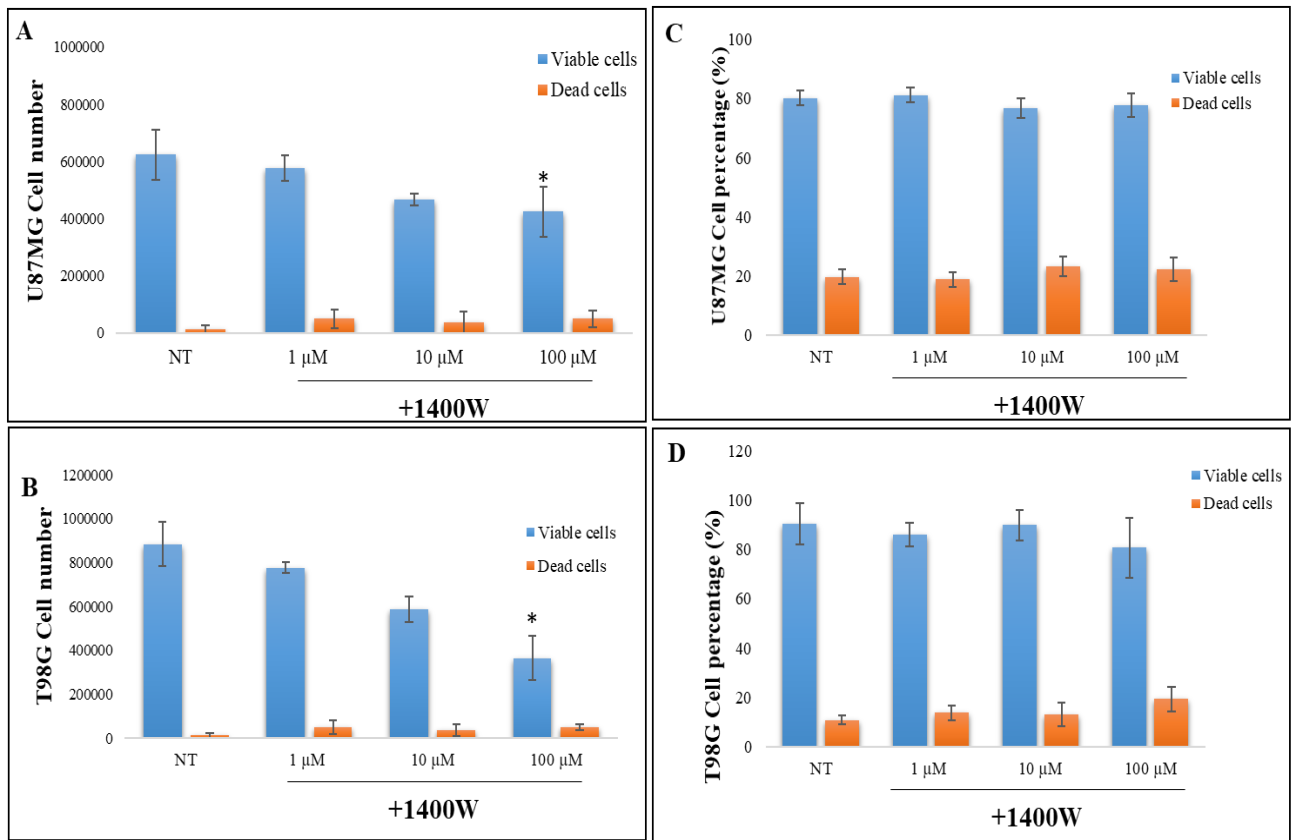 A
U87MG Cell number
1000000
800000
600000
400000
200000
0
Viable cells
Dead cells
*
NT 1 μM 10 μM 100 μM
+1400W
C
U87MG Cell percentage (%)
100
80
60
40
20
0
Viable cells
Dead cells
NT 1 μM 10 μM 100 μM
+1400W
B
T98G Cell number
1200000
1000000
800000
600000
400000
200000
0
Viable cells
Dead cells
*
NT 1 μM 10 μM 100 μM
+1400W
D
T98G Cell percentage (%)
120
100
80
60
40
20
0
Viable cells
Dead cells
NT 1 μM 10 μM 100 μM
+1400W